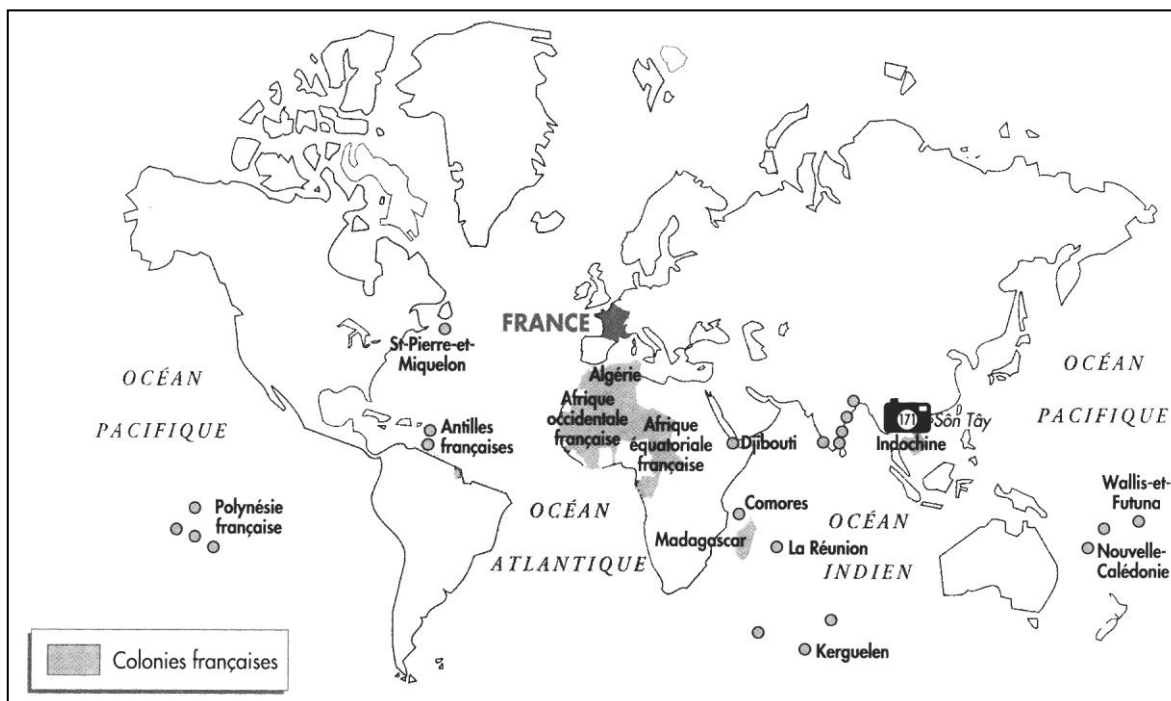 FRANCE
St-Pierre-et-
Miquelon
OCÉAN
PACIFIQUE
Algérie
Afrique
occidentale
française
Afrique
équatoriale
française
Antilles
françaises
Djibouti
171
Sôn Tây
Indochine
OCÉAN
PACIFIQUE
Polynésie
française
OCÉAN
ATLANTIQUE
Comores
Madagascar
La Réunion
OCÉAN
INDIEN
Wallis-et-
Futuna
Nouvelle-
Calédonie
Kerguelen
Colonies françaises